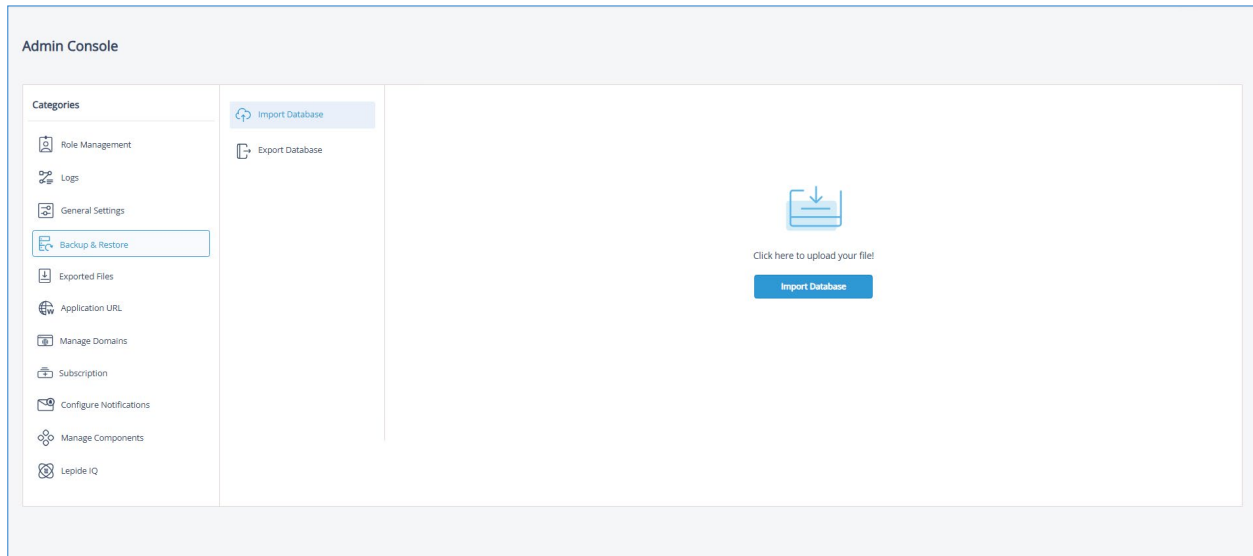 Admin Console
Categories
Role Management
Logs
General Settings
Backup & Restore
Exported Files
Application URL
Manage Domains
Subscription
Configure Notifications
Manage Components
Lepide IQ
Import Database
Export Database
Click here to upload your file!
Import Database